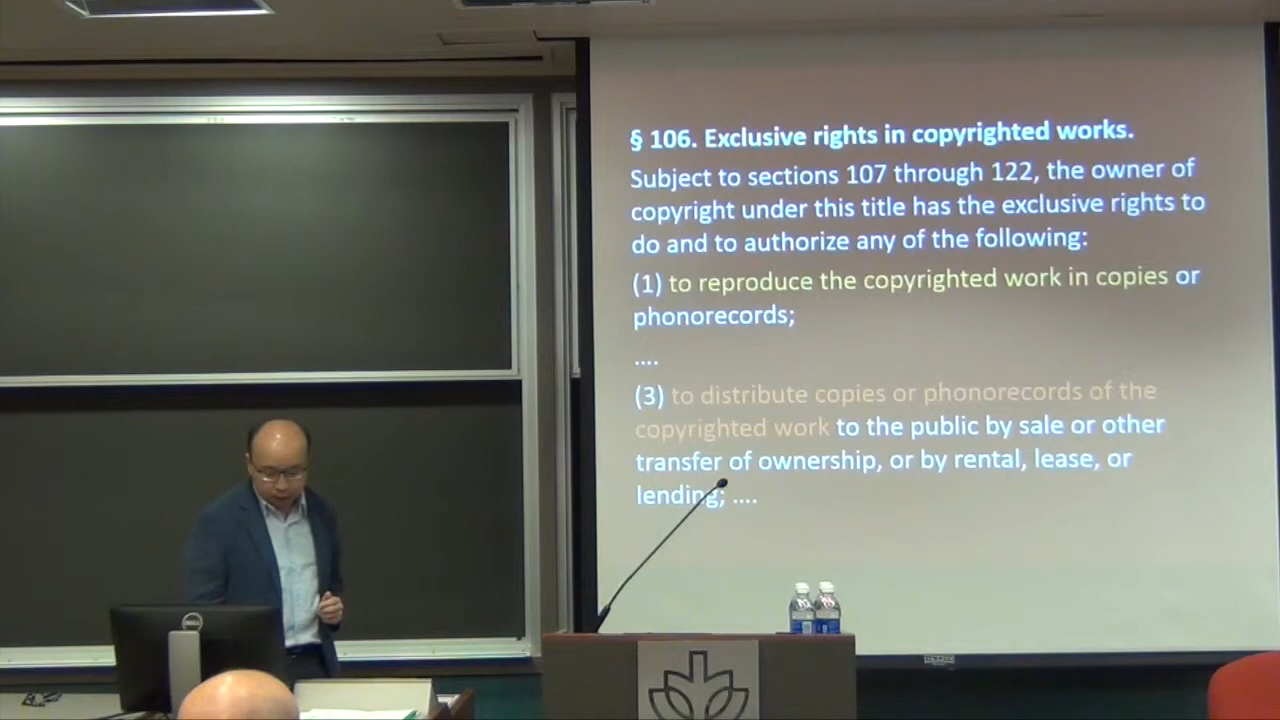 § 106. Exclusive rights in copyrighted works.
Subject to sections 107 through 122, the owner of
copyright under this title has the exclusive rights to
do and to authorize any of the following:
(1) to reproduce the copyrighted work in copies or
phonorecords;
....
(3) to distribute copies or phonorecords of the
copyrighted work to the public by sale or other
transfer of ownership, or by rental, lease, or
lending; ....
DELL